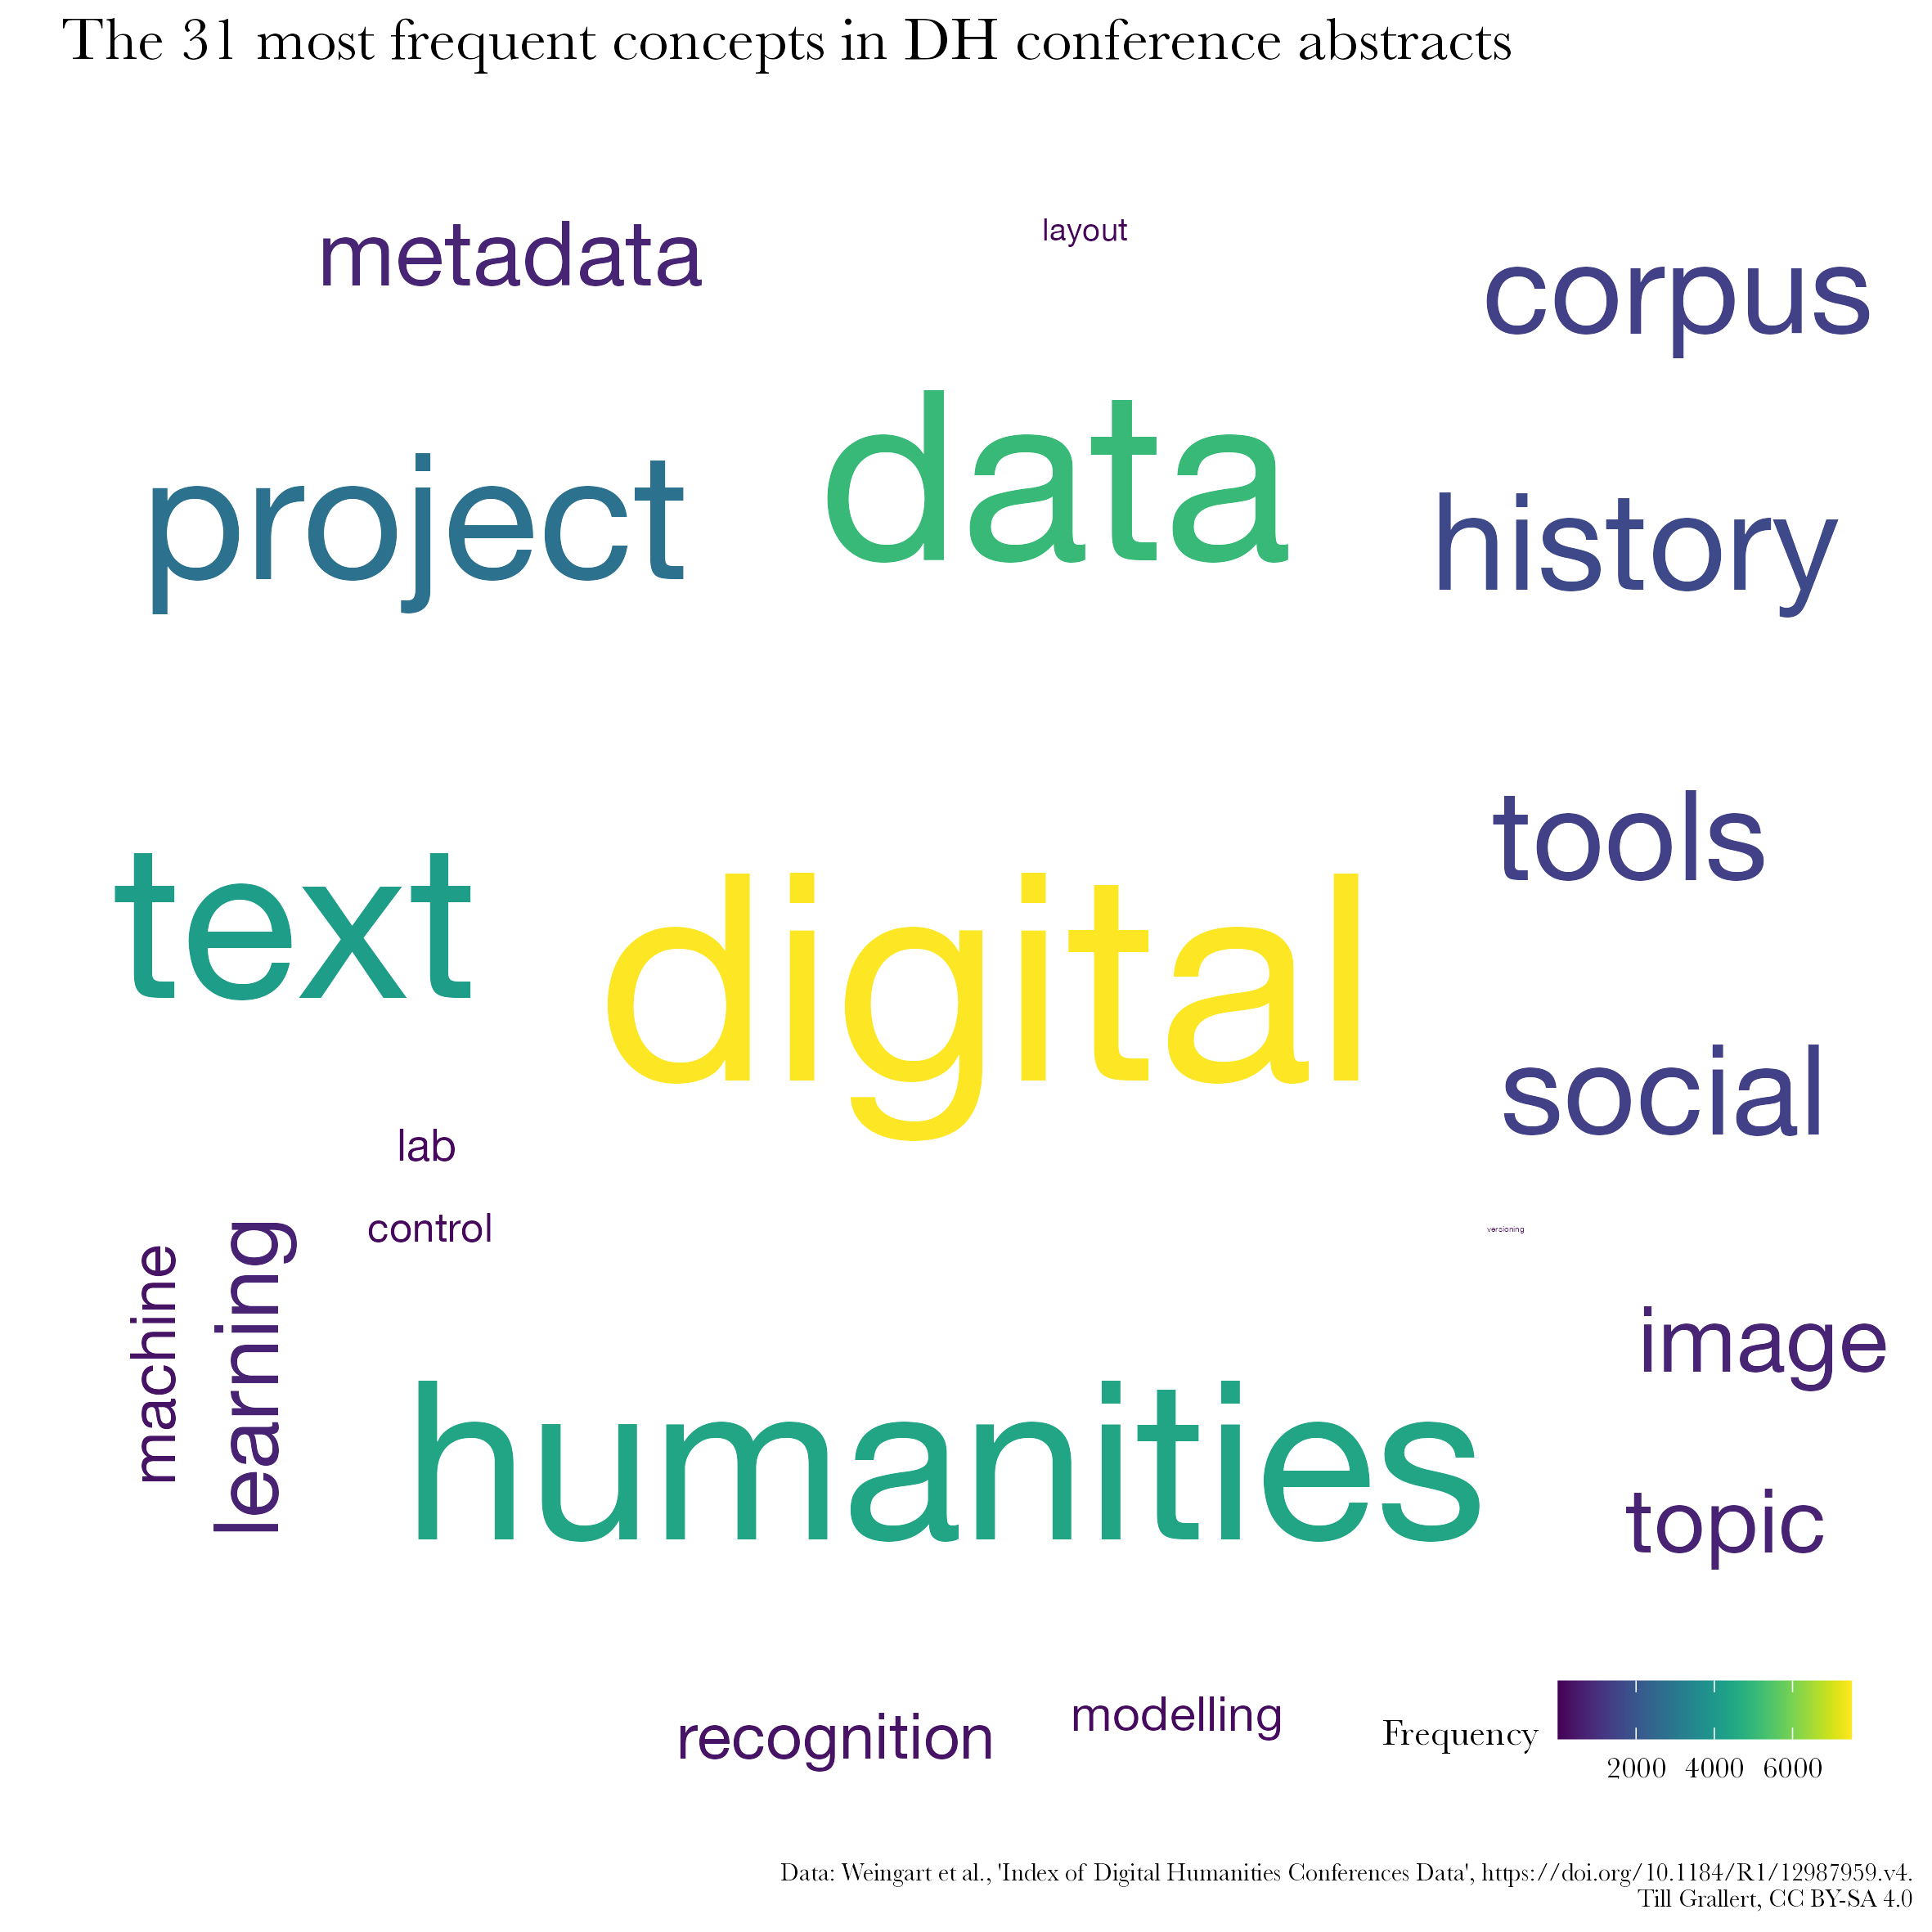 The 31 most frequent concepts in DH conference abstracts
metadata
layout
corpus
project
data
history
text
digital
tools
social
lab
control
versioning
machine
learning
humanities
image
topic
recognition
modelling
Frequency
2000 4000 6000
Data: Weingart et al., 'Index of Digital Humanities Conferences Data', https://doi.org/10.1184/R1/12987959.v4.
Till Grallert, CC BY-SA 4.0